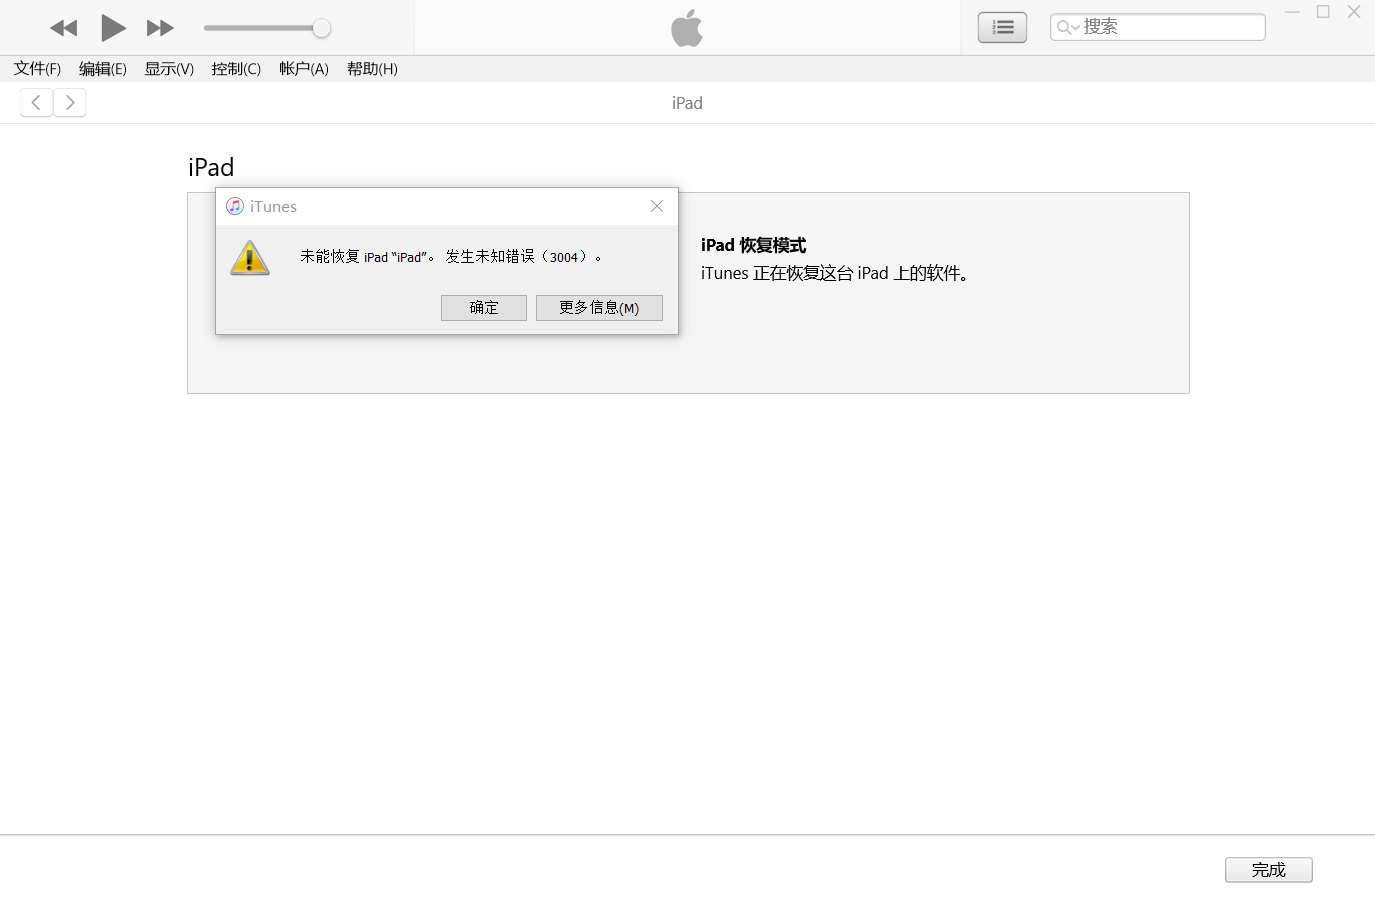 搜索
文件(F) 编辑(E) 显示(V) 控制(C) 帐户(A) 帮助(H)
iPad
iPad
iTunes
未能恢复 iPad “iPad”。 发生未知错误（3004）。
确定 更多信息(M)
iPad 恢复模式
iTunes 正在恢复这台 iPad 上的软件。
完成